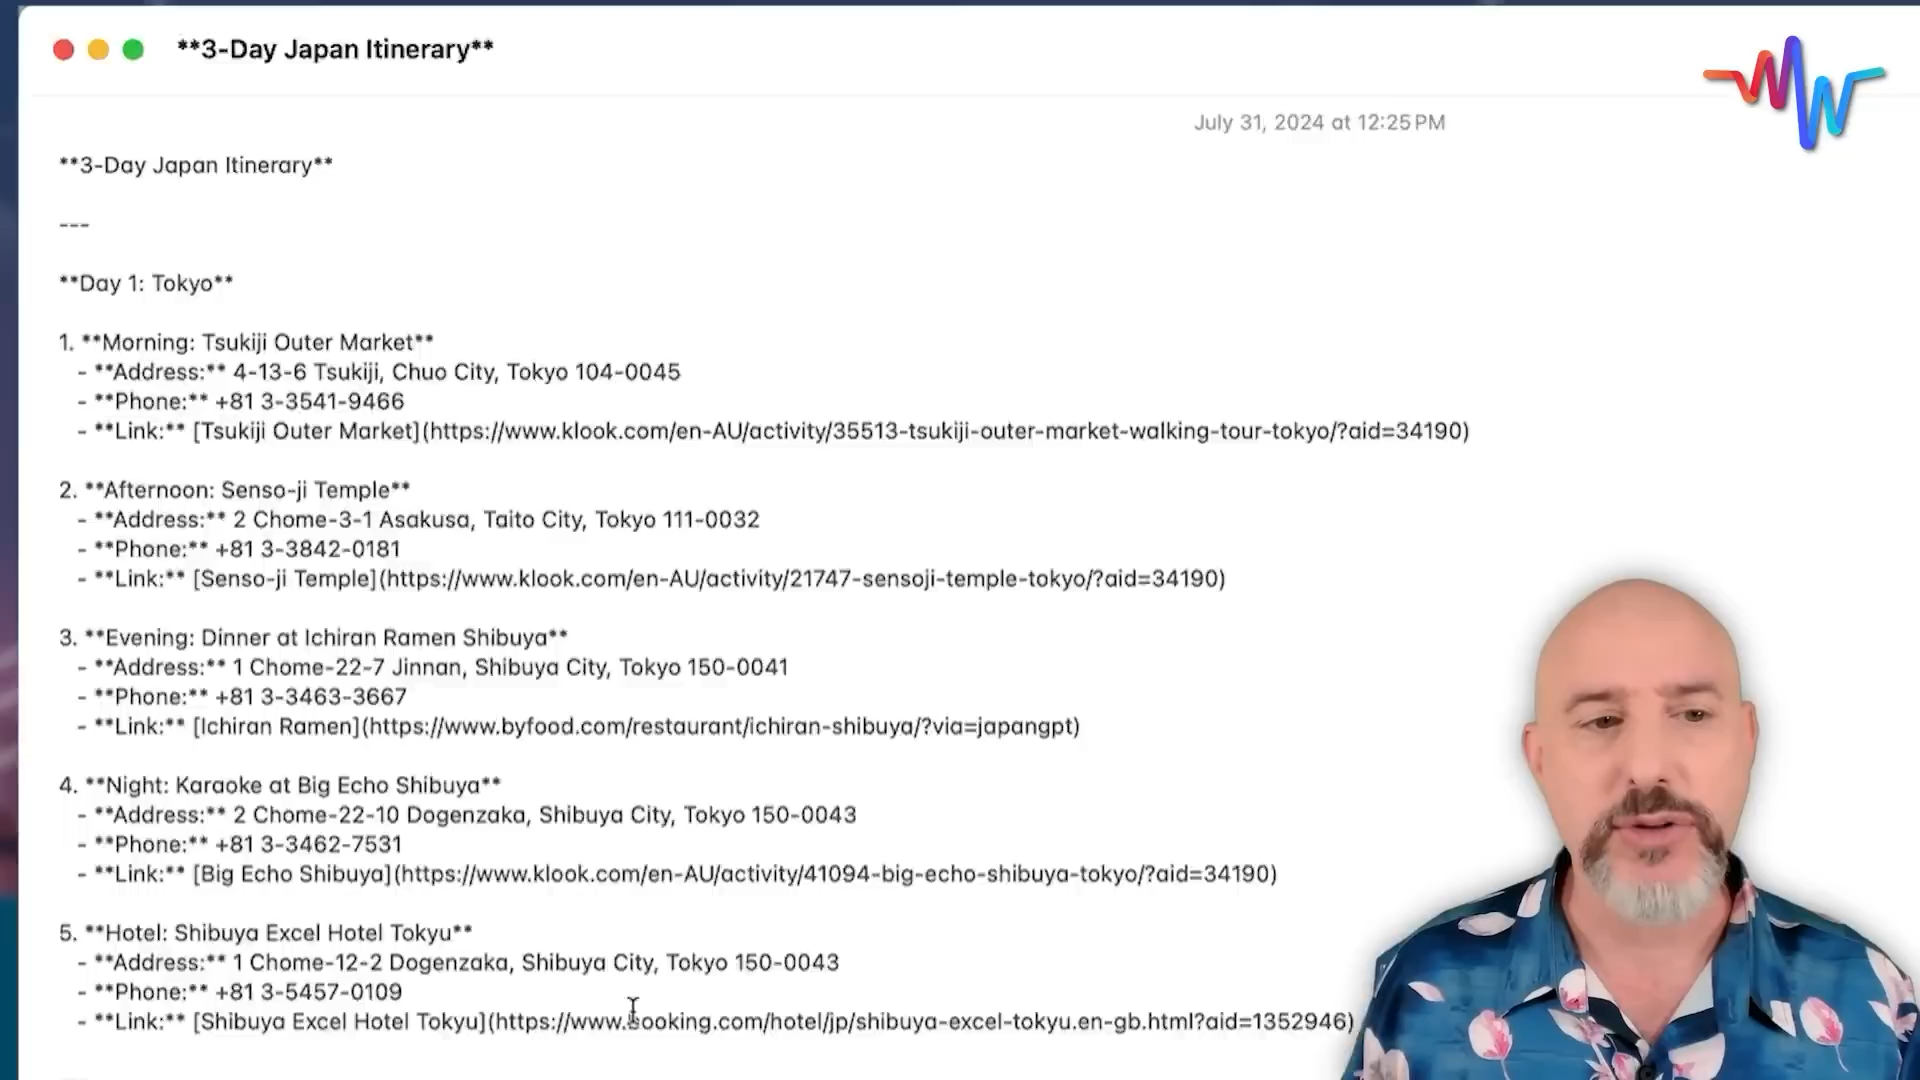 **3-Day Japan Itinerary**
July 31, 2024 at 12:25 PM
**3-Day Japan Itinerary**
---
**Day 1: Tokyo**
1. **Morning: Tsukiji Outer Market**
- **Address:** 4-13-6 Tsukiji, Chuo City, Tokyo 104-0045
- **Phone:** +81 3-3541-9466
- **Link:** [Tsukiji Outer Market](https://www.klook.com/en-AU/activity/35513-tsukiji-outer-market-walking-tour-tokyo/?aid=34190)
2. **Afternoon: Senso-ji Temple**
- **Address:** 2 Chome-3-1 Asakusa, Taito City, Tokyo 111-0032
- **Phone:** +81 3-3842-0181
- **Link:** [Senso-ji Temple](https://www.klook.com/en-AU/activity/21747-sensoji-temple-tokyo/?aid=34190)
3. **Evening: Dinner at Ichiran Ramen Shibuya**
- **Address:** 1 Chome-22-7 Jinnan, Shibuya City, Tokyo 150-0041
- **Phone:** +81 3-3463-3667
- **Link:** [Ichiran Ramen](https://www.byfood.com/restaurant/ichiran-shibuya/?via=japangpt)
4. **Night: Karaoke at Big Echo Shibuya**
- **Address:** 2 Chome-22-10 Dogenzaka, Shibuya City, Tokyo 150-0043
- **Phone:** +81 3-3462-7531
- **Link:** [Big Echo Shibuya](https://www.klook.com/en-AU/activity/41094-big-echo-shibuya-tokyo/?aid=34190)
5. **Hotel: Shibuya Excel Hotel Tokyu**
- **Address:** 1 Chome-12-2 Dogenzaka, Shibuya City, Tokyo 150-0043
- **Phone:** +81 3-5457-0109
- **Link:** [Shibuya Excel Hotel Tokyu](https://www.booking.com/hotel/jp/shibuya-excel-tokyu.en-gb.html?aid=1352946)